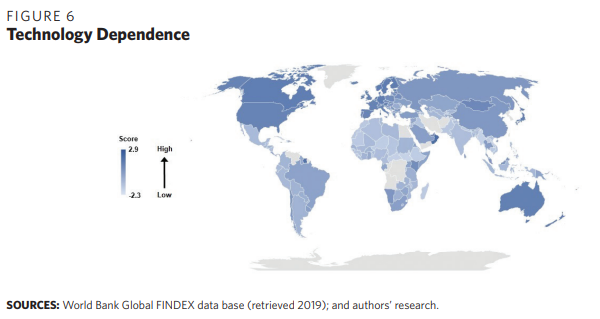 FIGURE 6
Technology Dependence
Score
2.9 High
-2.3 Low
SOURCES: World Bank Global FINDEX data base (retrieved 2019); and authors' research.